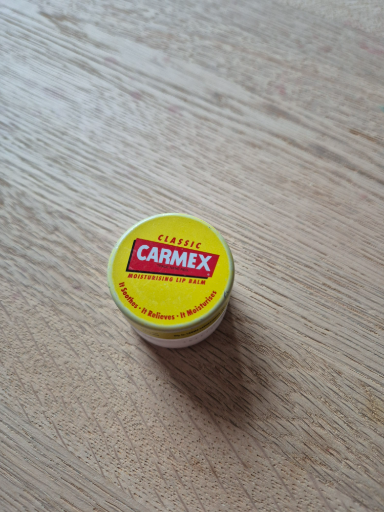 CLASSIC
CARMEX
MOISTURISING LIP BALM
It Soothes • It Relieves • It Moisturises